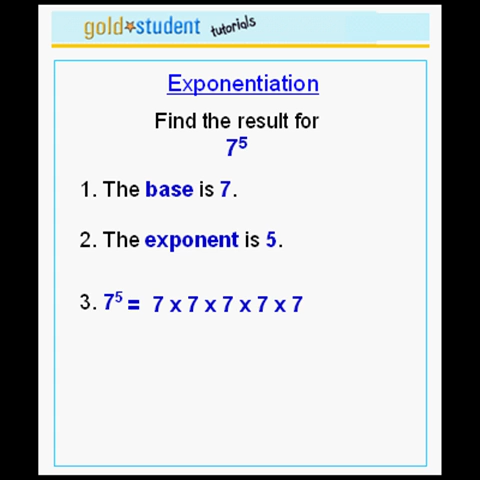 gold★student tutorials
Exponentiation
Find the result for
7⁵
1. The base is 7.
2. The exponent is 5.
3. 7⁵ = 7 x 7 x 7 x 7 x 7